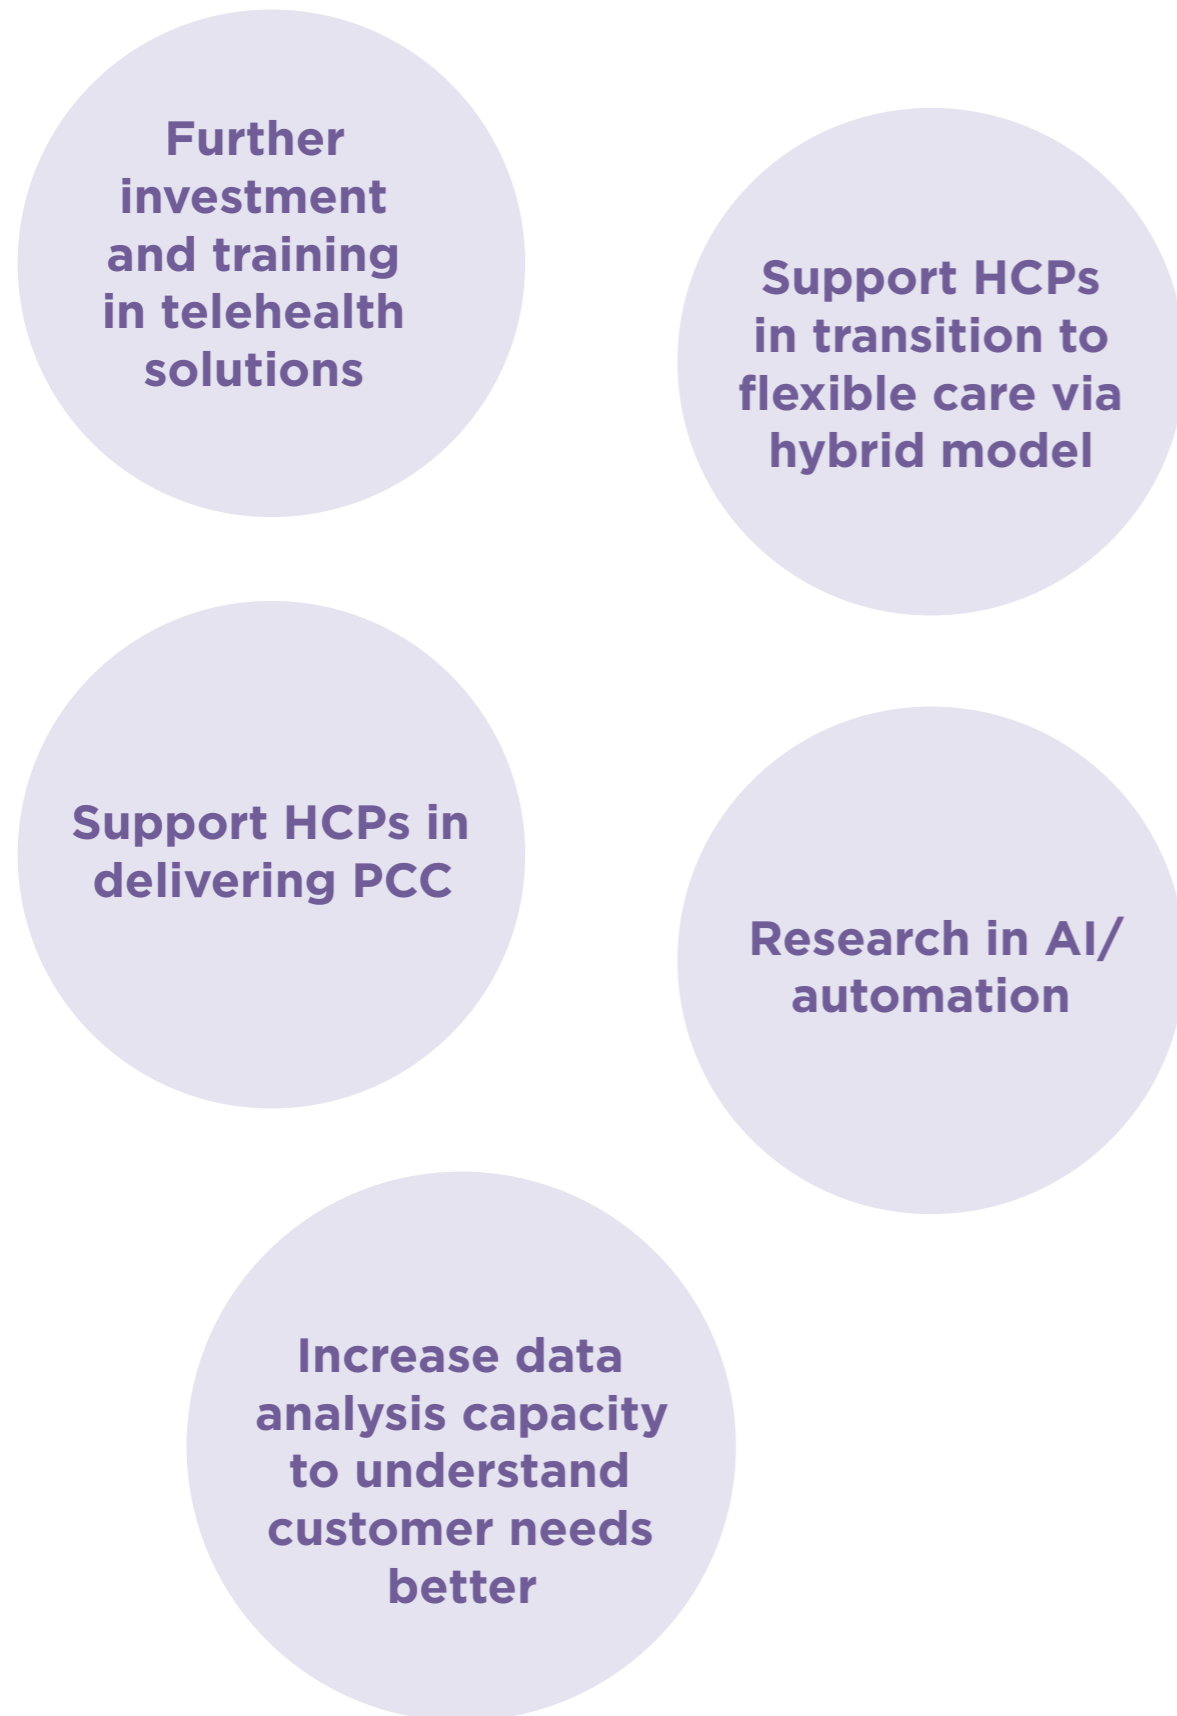 Further
investment
and training
in telehealth
solutions
Support HCPs
in transition to
flexible care via
hybrid model
Support HCPs in
delivering PCC
Research in AI/
automation
Increase data
analysis capacity
to understand
customer needs
better